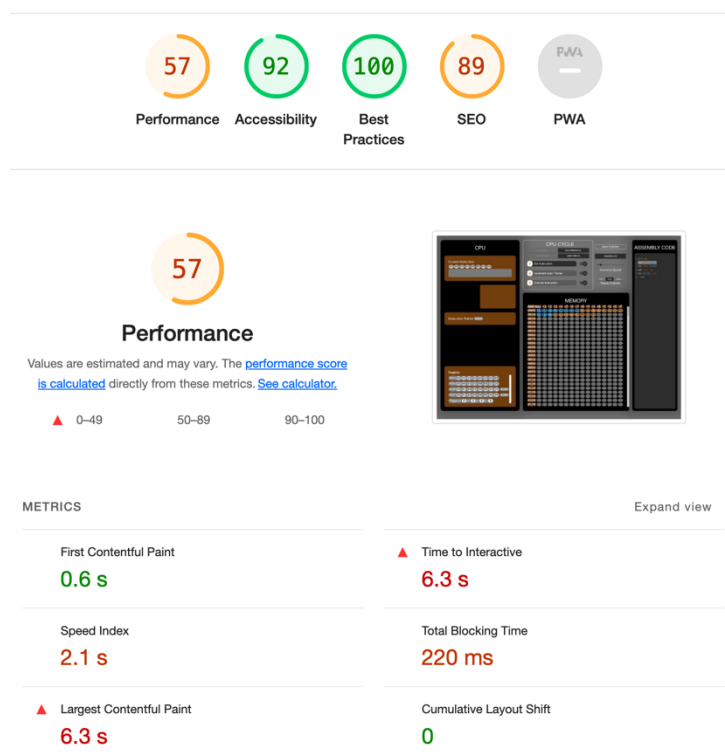 57
92
100
89
PWA
Performance
Accessibility
Best
Practices
SEO
PWA
57
Performance
Values are estimated and may vary. The performance score
is calculated directly from these metrics. See calculator.
0–49
50–89
90–100
CPU
CPU CYCLE
ASSEMBLY CODE
MEMORY
METRICS
Expand view
First Contentful Paint
0.6 s
Time to Interactive
6.3 s
Speed Index
2.1 s
Total Blocking Time
220 ms
Largest Contentful Paint
6.3 s
Cumulative Layout Shift
0